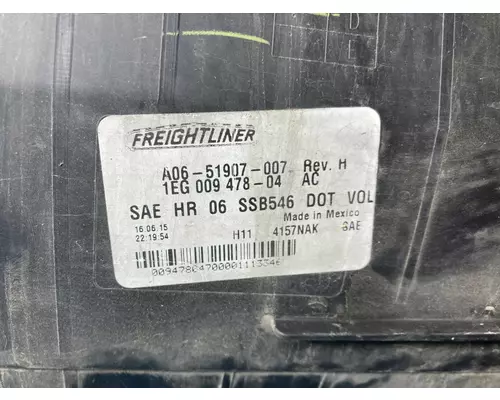 FREIGHTLINER
A06-51907-007 Rev. H
1EG 009 478-04 AC
SAE HR 06 SSB546 DOT VOL
Made in Mexico
16.06.15
22:19:54
H11 4157NAK SAE